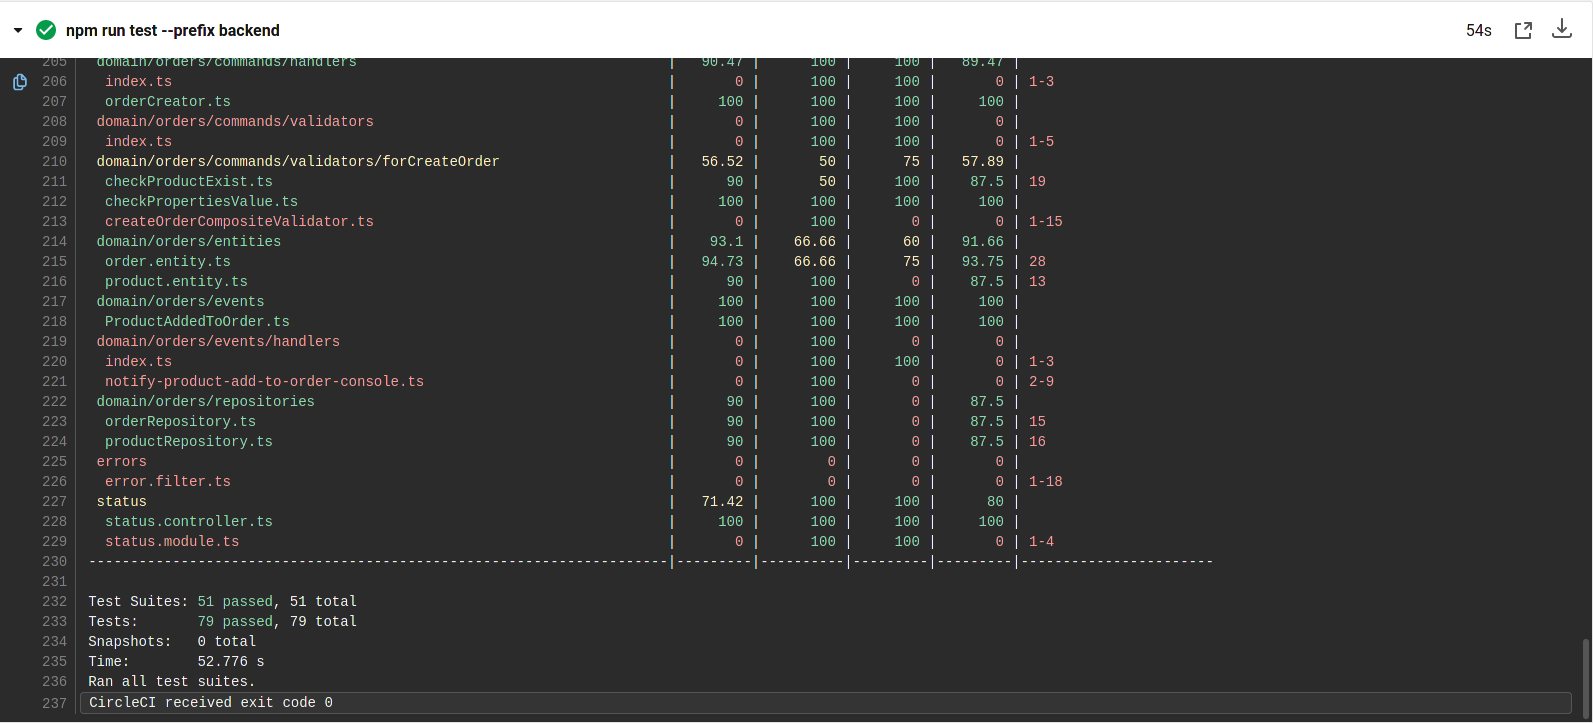 npm run test --prefix backend 54s
205 domain/orders/commands/handlers | 90.47 | 100 | 100 | 89.47 |
206 index.ts | 0 | 100 | 100 | 0 | 1-3
207 orderCreator.ts | 100 | 100 | 100 | 100 |
208 domain/orders/commands/validators | 0 | 100 | 100 | 0 |
209 index.ts | 0 | 100 | 100 | 0 | 1-5
210 domain/orders/commands/validators/forCreateOrder | 56.52 | 50 | 75 | 57.89 |
211 checkProductExist.ts | 90 | 50 | 100 | 87.5 | 19
212 checkPropertiesValue.ts | 100 | 100 | 100 | 100 |
213 createOrderCompositeValidator.ts | 0 | 100 | 0 | 0 | 1-15
214 domain/orders/entities | 93.1 | 66.66 | 60 | 91.66 |
215 order.entity.ts | 94.73 | 66.66 | 75 | 93.75 | 28
216 product.entity.ts | 90 | 100 | 0 | 87.5 | 13
217 domain/orders/events | 100 | 100 | 100 | 100 |
218 ProductAddedToOrder.ts | 100 | 100 | 100 | 100 |
219 domain/orders/events/handlers | 0 | 100 | 0 | 0 |
220 index.ts | 0 | 100 | 100 | 0 | 1-3
221 notify-product-add-to-order-console.ts | 0 | 100 | 0 | 0 | 2-9
222 domain/orders/repositories | 90 | 100 | 0 | 87.5 |
223 orderRepository.ts | 90 | 100 | 0 | 87.5 | 15
224 productRepository.ts | 90 | 100 | 0 | 87.5 | 16
225 errors | 0 | 0 | 0 | 0 |
226 error.filter.ts | 0 | 0 | 0 | 0 | 1-18
227 status | 71.42 | 100 | 100 | 80 |
228 status.controller.ts | 100 | 100 | 100 | 100 |
229 status.module.ts | 0 | 100 | 100 | 0 | 1-4
230 ---------------------------------------------------------------------|---------|----------|---------|---------|-----------------------
231
232 Test Suites: 51 passed, 51 total
233 Tests: 79 passed, 79 total
234 Snapshots: 0 total
235 Time: 52.776 s
236 Ran all test suites.
237 CircleCI received exit code 0